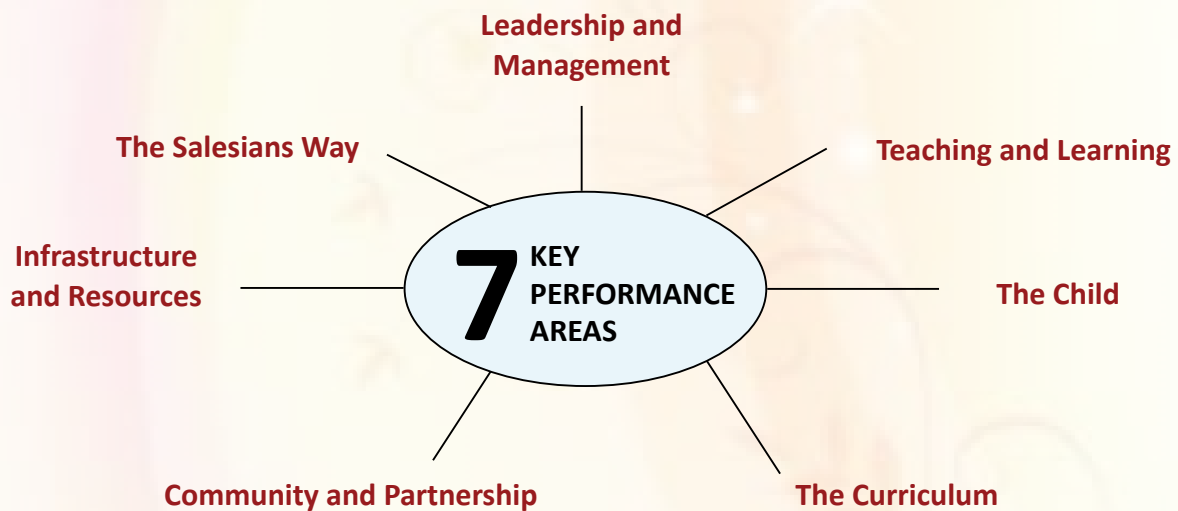 Leadership and
Management
The Salesians Way
Teaching and Learning
Infrastructure
and Resources
7 KEY
PERFORMANCE
AREAS
The Child
Community and Partnership
The Curriculum